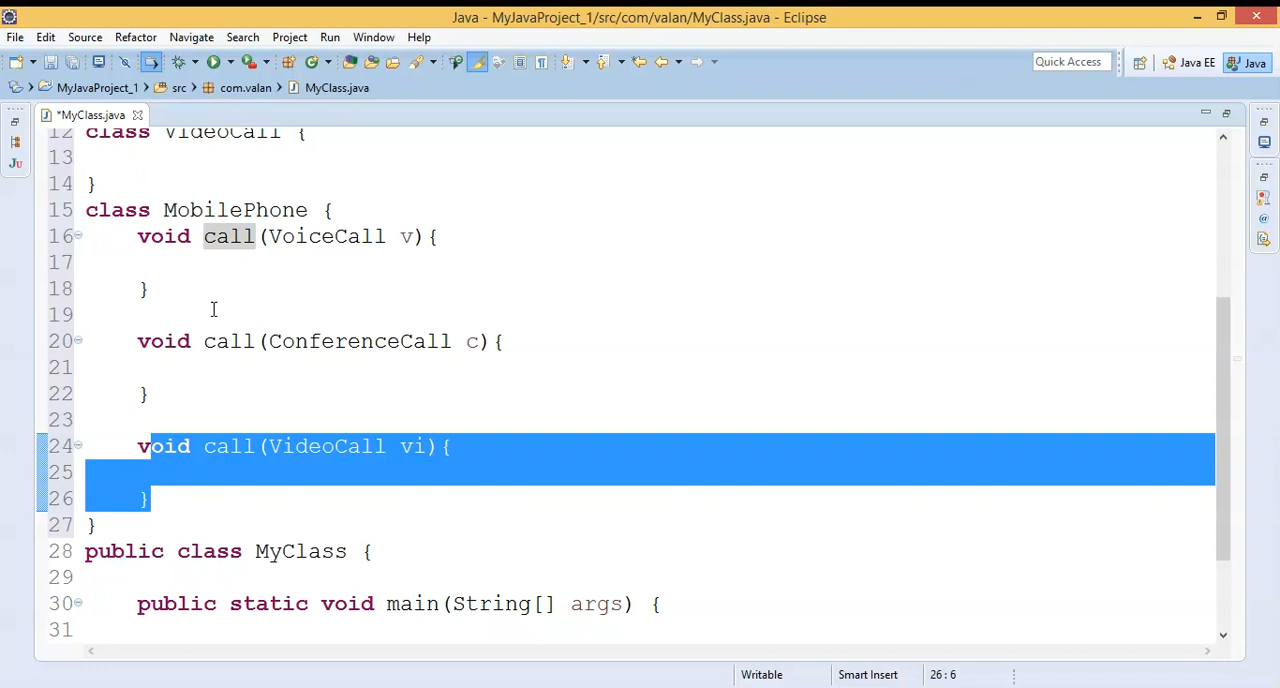 Java - MyJavaProject_1/src/com/valan/MyClass.java - Eclipse
File Edit Source Refactor Navigate Search Project Run Window Help
Quick Access Java EE Java
MyJavaProject_1 src com.valan MyClass.java
*MyClass.java
12 class VideoCall {
13
14 }
15 class MobilePhone {
16 void call(VoiceCall v){
17
18 }
19
20 void call(ConferenceCall c){
21
22 }
23
24 void call(VideoCall vi){
25
26 }
27 }
28 public class MyClass {
29
30 public static void main(String[] args) {
31
Writable Smart Insert 26 : 6